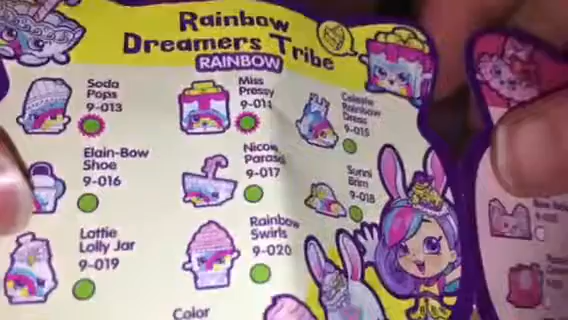 Rainbow
Dreamers Tribe
RAINBOW
Soda
Pops
9-013
Miss
Pressy
9-014
Celeste
Rainbow
Dress
9-015
Elain-Bow
Shoe
9-016
Nicole
Parasol
9-017
Sunni
Brim
9-018
Lottie
Lolly Jar
9-019
Rainbow
Swirls
9-020
Color